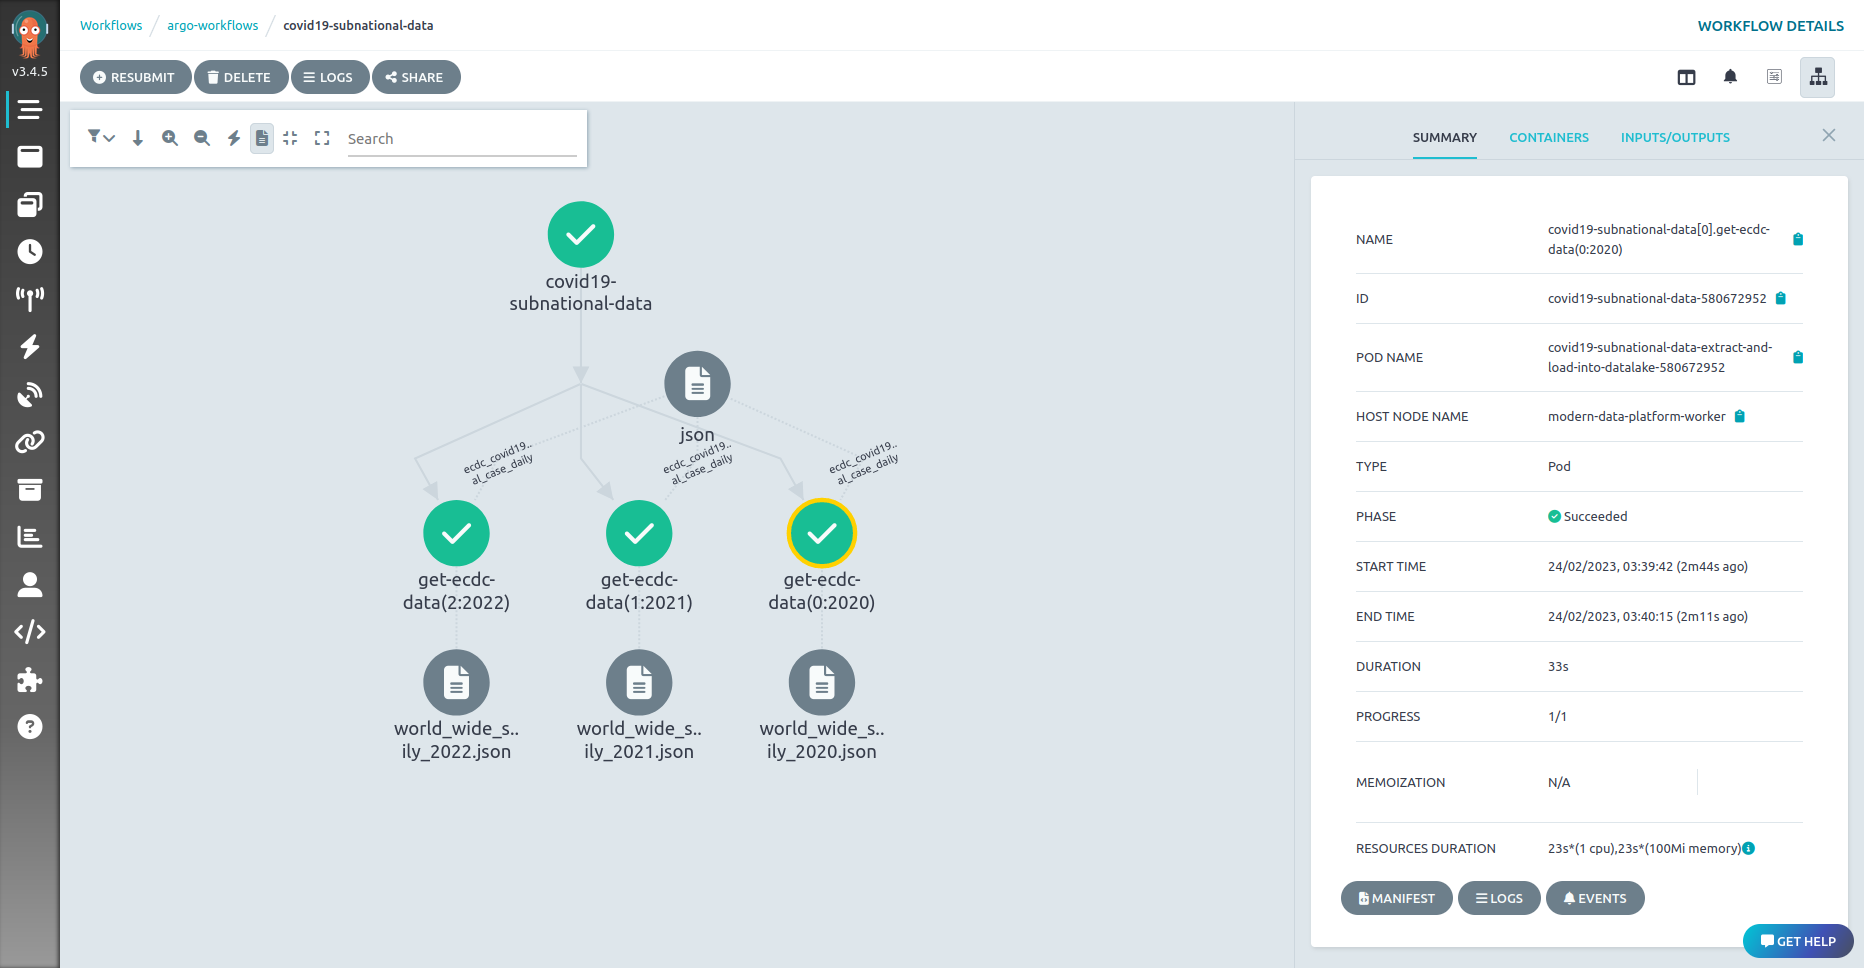 Workflows / argo-workflows / covid19-subnational-data
WORKFLOW DETAILS
v3.4.5
RESUBMIT
DELETE
LOGS
SHARE
Search
covid19-
subnational-data
json
ecdc_covid19..
al_case_daily
ecdc_covid19..
al_case_daily
ecdc_covid19..
al_case_daily
get-ecdc-
data(2:2022)
get-ecdc-
data(1:2021)
get-ecdc-
data(0:2020)
world_wide_s..
ily_2022.json
world_wide_s..
ily_2021.json
world_wide_s..
ily_2020.json
SUMMARY
CONTAINERS
INPUTS/OUTPUTS
NAME
covid19-subnational-data[0].get-ecdc-
data(0:2020)
ID
covid19-subnational-data-580672952
POD NAME
covid19-subnational-data-extract-and-
load-into-datalake-580672952
HOST NODE NAME
modern-data-platform-worker
TYPE
Pod
PHASE
Succeeded
START TIME
24/02/2023, 03:39:42 (2m44s ago)
END TIME
24/02/2023, 03:40:15 (2m11s ago)
DURATION
33s
PROGRESS
1/1
MEMOIZATION
N/A
RESOURCES DURATION
23s*(1 cpu),23s*(100Mi memory)
MANIFEST
LOGS
EVENTS
GET HELP